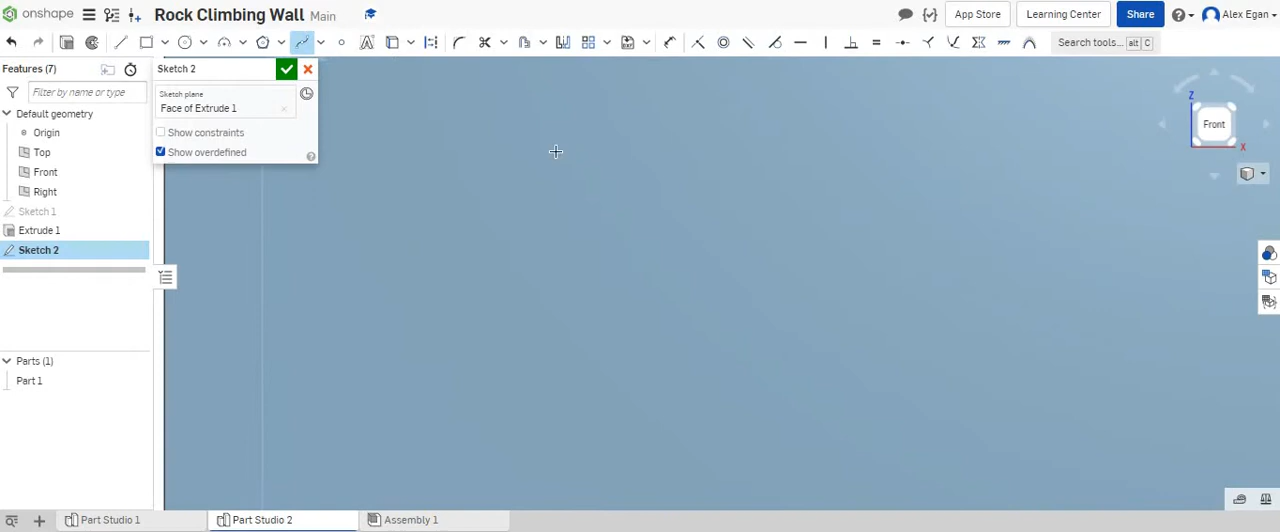 onshape Rock Climbing Wall Main App Store Learning Center Share Alex Egan
Search tools... alt C
Features (7)
Filter by name or type
Default geometry
Origin
Top
Front
Right
Sketch 1
Extrude 1
Sketch 2
Parts (1)
Part 1
Sketch 2
Sketch plane
Face of Extrude 1
Show constraints
Show overdefined
Z
Front
X
Part Studio 1 Part Studio 2 Assembly 1